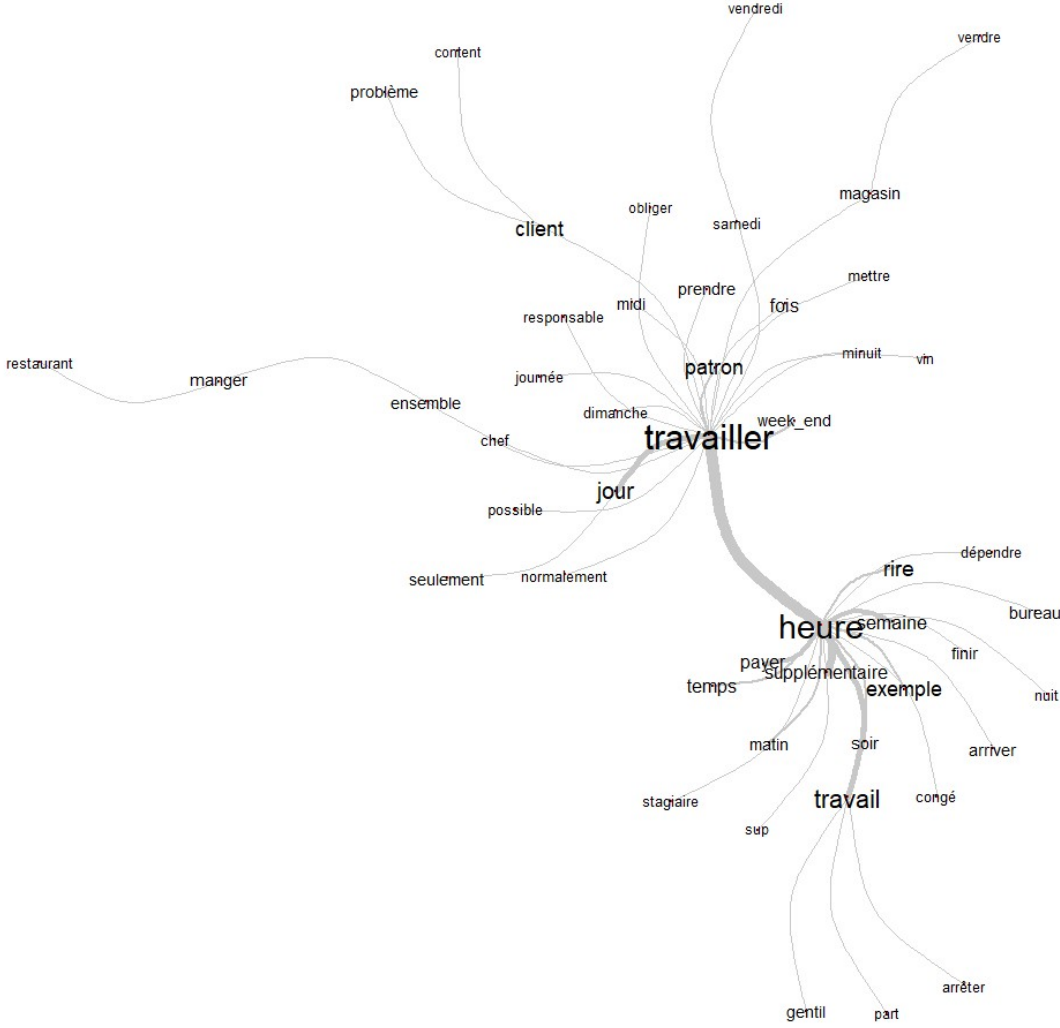 vendredi
vendre
content
problème
magasin
obliger
samedi
client
mettre
prendre
midi
fois
responsable
minuit
vin
restaurant
patron
manger
journée
ensemble
dimanche
week_end
travailler
chef
jour
possible
seulement
normalement
dépendre
rire
bureau
semaine
heure
finir
payer
supplémentaire
temps
exemple
nuit
matin
soir
arriver
stagiaire
travail
congé
sup
arrêter
gentil
part